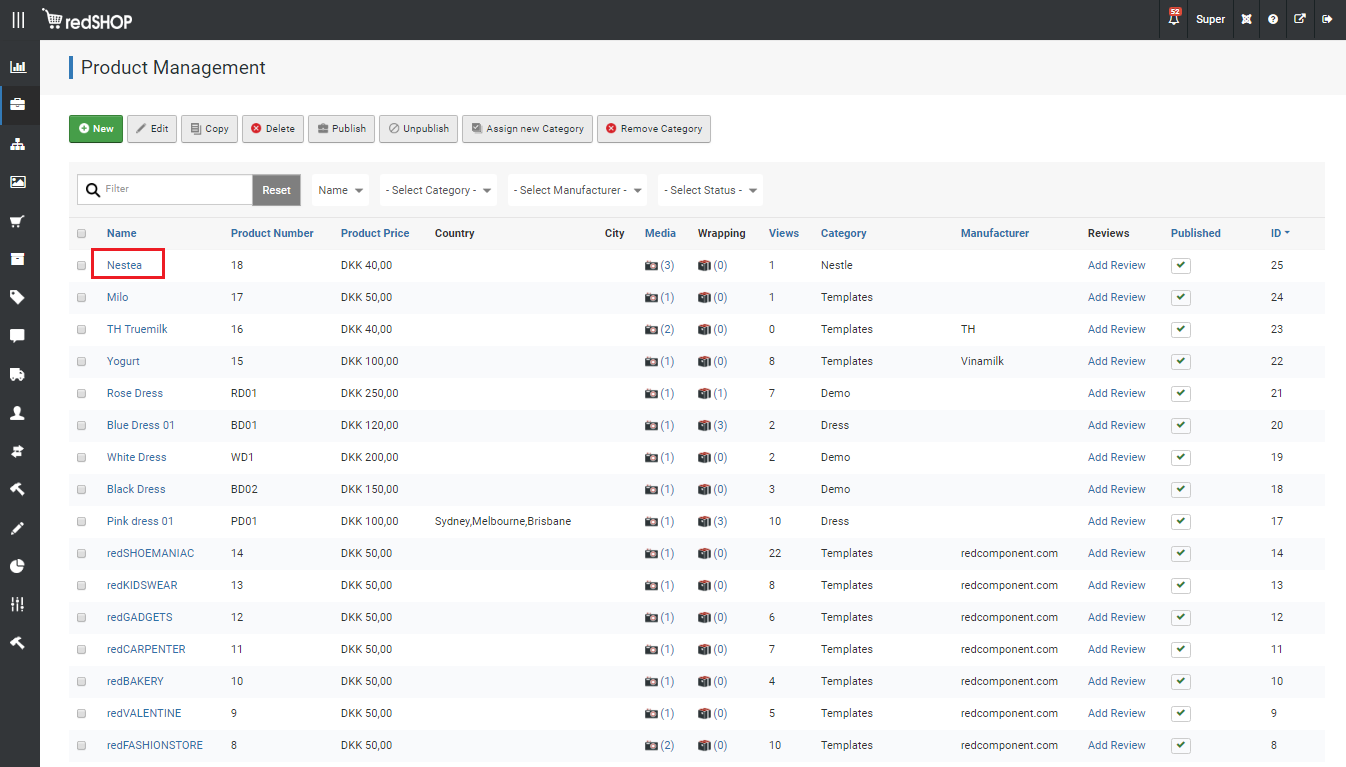 redSHOP 52 Super
Product Management
New Edit Copy Delete Publish Unpublish Assign new Category Remove Category
Filter Reset Name - Select Category - - Select Manufacturer - - Select Status -
Name Product Number Product Price Country City Media Wrapping Views Category Manufacturer Reviews Published ID
Nestea 18 DKK 40,00 (3) (0) 1 Nestle Add Review 25
Milo 17 DKK 50,00 (1) (0) 1 Templates Add Review 24
TH Truemilk 16 DKK 40,00 (2) (0) 0 Templates TH Add Review 23
Yogurt 15 DKK 100,00 (1) (0) 8 Templates Vinamilk Add Review 22
Rose Dress RD01 DKK 250,00 (1) (1) 7 Demo Add Review 21
Blue Dress 01 BD01 DKK 120,00 (1) (3) 2 Dress Add Review 20
White Dress WD1 DKK 200,00 (1) (0) 2 Demo Add Review 19
Black Dress BD02 DKK 150,00 (1) (0) 3 Demo Add Review 18
Pink dress 01 PD01 DKK 100,00 Sydney,Melbourne,Brisbane (1) (3) 10 Dress Add Review 17
redSHOEMANIAC 14 DKK 50,00 (1) (0) 22 Templates redcomponent.com Add Review 14
redKIDSWEAR 13 DKK 50,00 (1) (0) 8 Templates redcomponent.com Add Review 13
redGADGETS 12 DKK 50,00 (1) (0) 6 Templates redcomponent.com Add Review 12
redCARPENTER 11 DKK 50,00 (1) (0) 7 Templates redcomponent.com Add Review 11
redBAKERY 10 DKK 50,00 (1) (0) 4 Templates redcomponent.com Add Review 10
redVALENTINE 9 DKK 50,00 (1) (0) 5 Templates redcomponent.com Add Review 9
redFASHIONSTORE 8 DKK 50,00 (2) (0) 10 Templates redcomponent.com Add Review 8